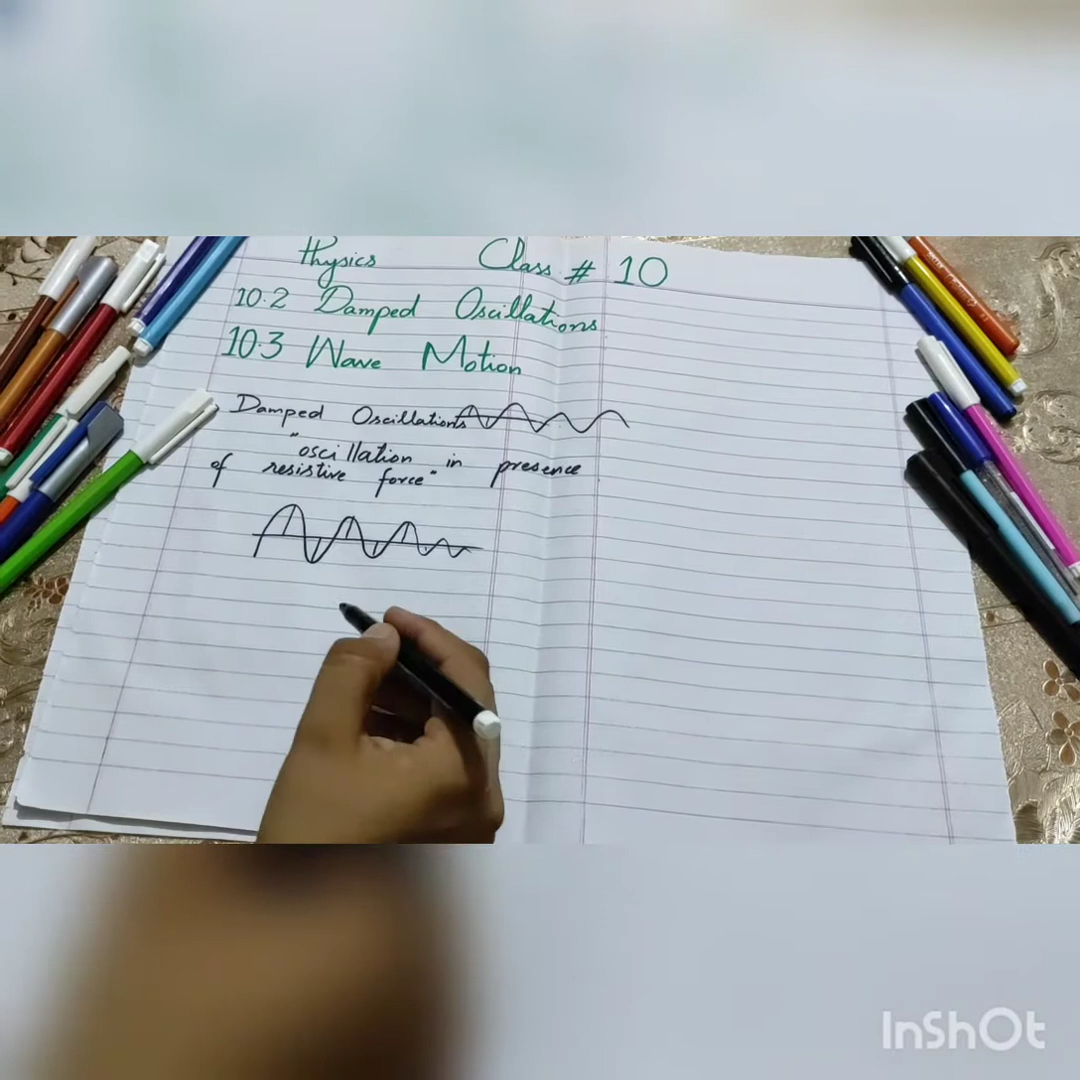 Physics Class # 10
10.2 Damped Oscillations
10.3 Wave Motion
Damped Oscillations
"oscillation in presence
of resistive force"
InShOt